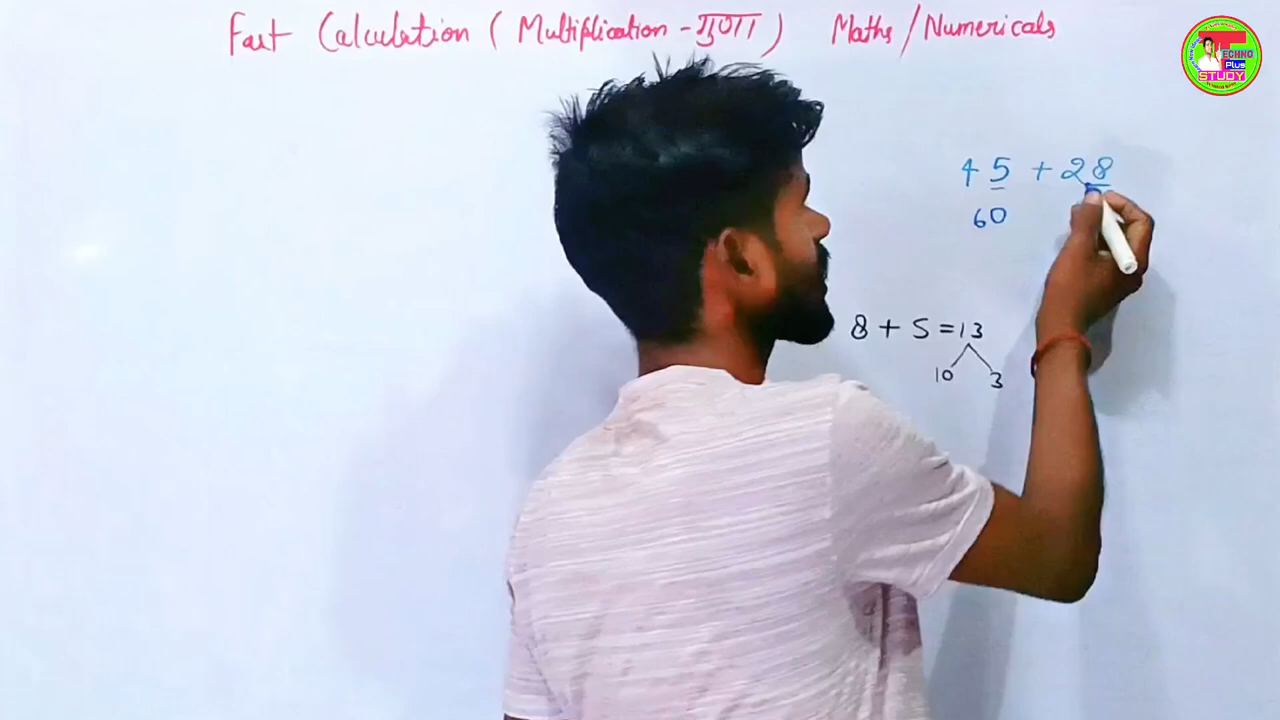 Fast Calculation ( Multiplication - गुणा ) Maths / Numericals
TECHNO
Plus
STUDY
45 + 28
60
8 + 5 = 13
10 3